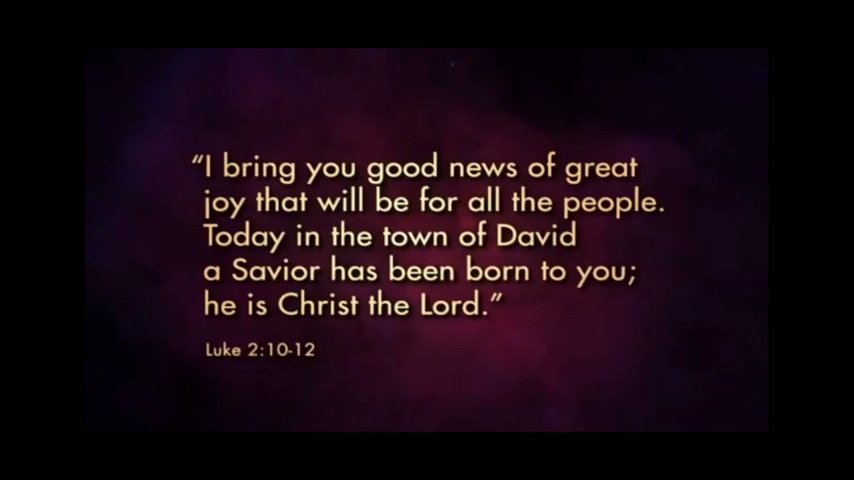 “I bring you good news of great
joy that will be for all the people.
Today in the town of David
a Savior has been born to you;
he is Christ the Lord.”
Luke 2:10-12